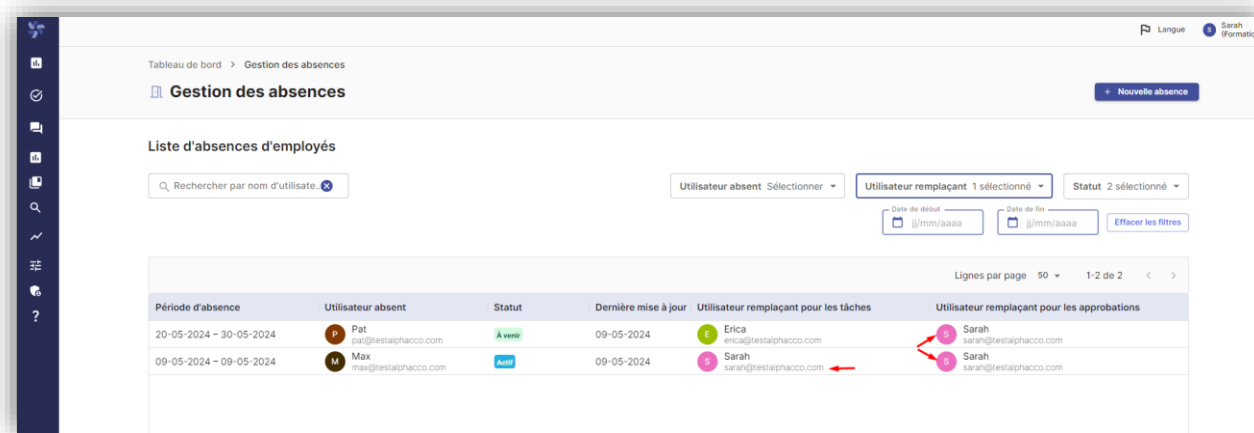 Langue
S
Sarah
(Formatio
Tableau de bord > Gestion des absences
Gestion des absences
+ Nouvelle absence
Liste d'absences d'employés
Rechercher par nom d'utilisate..
Utilisateur absent Sélectionner
Utilisateur remplaçant 1 sélectionné
Statut 2 sélectionné
Date de début
jj/mm/aaaa
Date de fin
jj/mm/aaaa
Effacer les filtres
Lignes par page 50 1-2 de 2 < >
Période d'absence Utilisateur absent Statut Dernière mise à jour Utilisateur remplaçant pour les tâches Utilisateur remplaçant pour les approbations
20-05-2024 – 30-05-2024 P Pat À venir 09-05-2024 E Erica S Sarah
pat@testalphacco.com erica@testalphacco.com sarah@testalphacco.com
09-05-2024 – 09-05-2024 M Max Actif 09-05-2024 S Sarah S Sarah
max@testalphacco.com sarah@testalphacco.com sarah@testalphacco.com
?